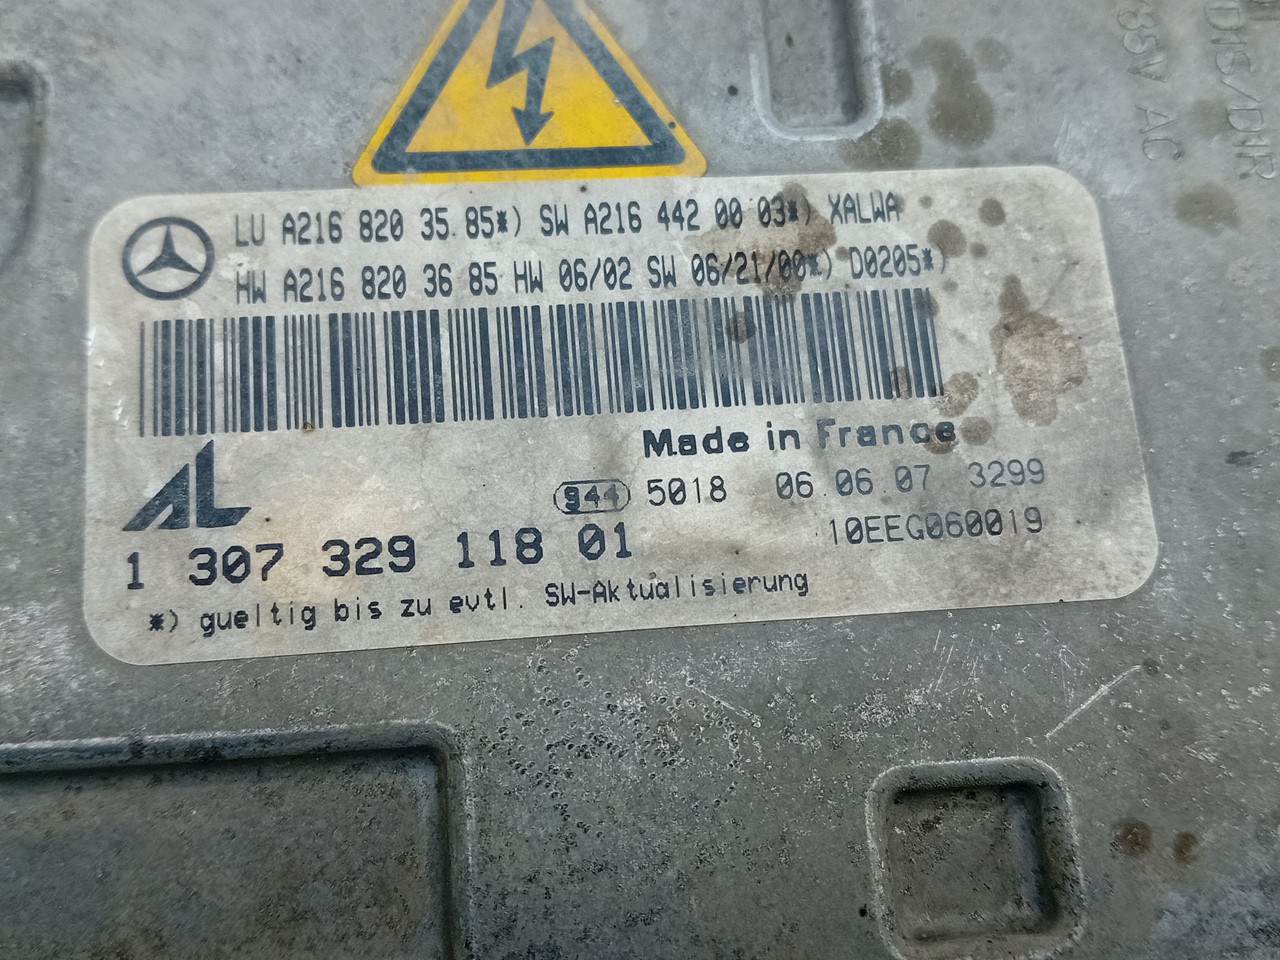 LU A216 820 35 85*) SW A216 442 00 03*) XALWA
HW A216 820 36 85 HW 06/02 SW 06/21/00*) D0205*)
Made in France
AL
944 5018 06.06.07 3299
1 307 329 118 01
10EEG060019
*) gueltig bis zu evtl. SW-Aktualisierung
85V AC